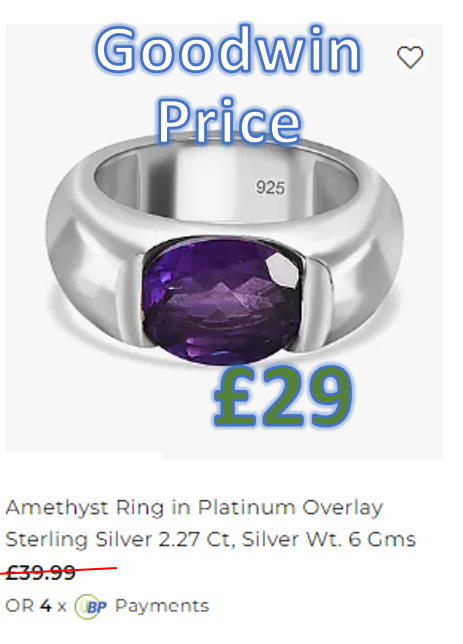 Goodwin
Price
925
£29
Amethyst Ring in Platinum Overlay
Sterling Silver 2.27 Ct, Silver Wt. 6 Gms
£39.99
OR 4 x BP Payments